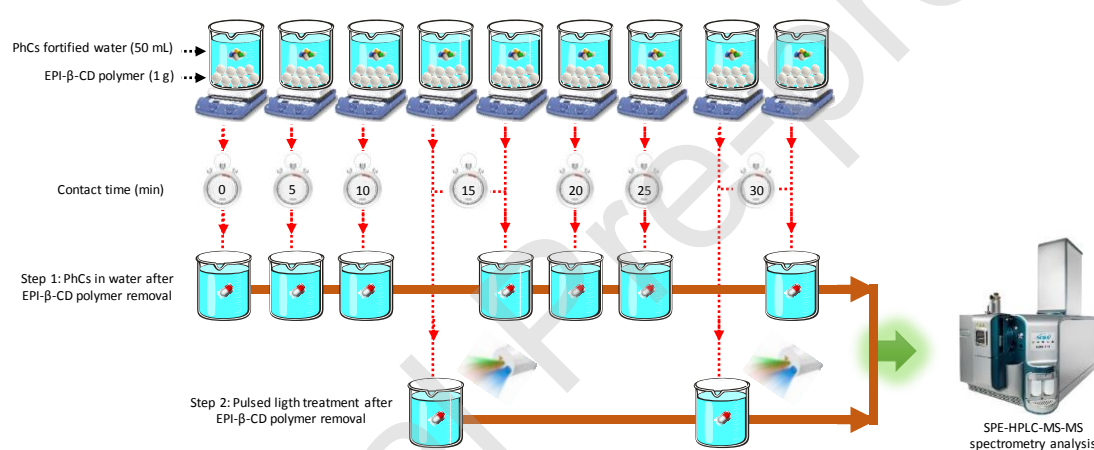 PhCs fortified water (50 mL)
EPI-β-CD polymer (1 g)
Contact time (min)
0
5
10
15
20
25
30
Step 1: PhCs in water after
EPI-β-CD polymer removal
Step 2: Pulsed ligth treatment after
EPI-β-CD polymer removal
SPE-HPLC-MS-MS
spectrometry analysis
Pre-pro